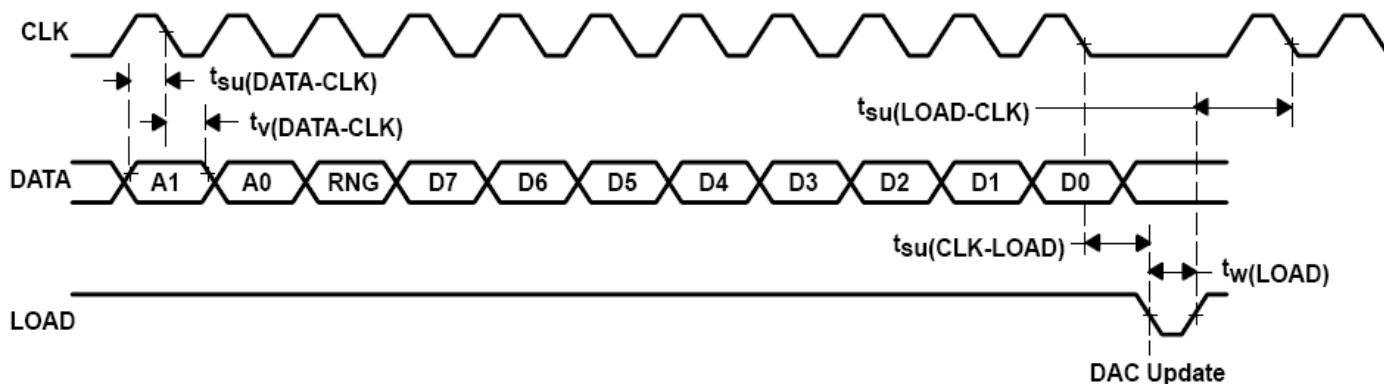 CLK
tsu(DATA-CLK)
tsu(LOAD-CLK)
tv(DATA-CLK)
DATA A1 A0 RNG D7 D6 D5 D4 D3 D2 D1 D0
tsu(CLK-LOAD)
tw(LOAD)
LOAD
DAC Update